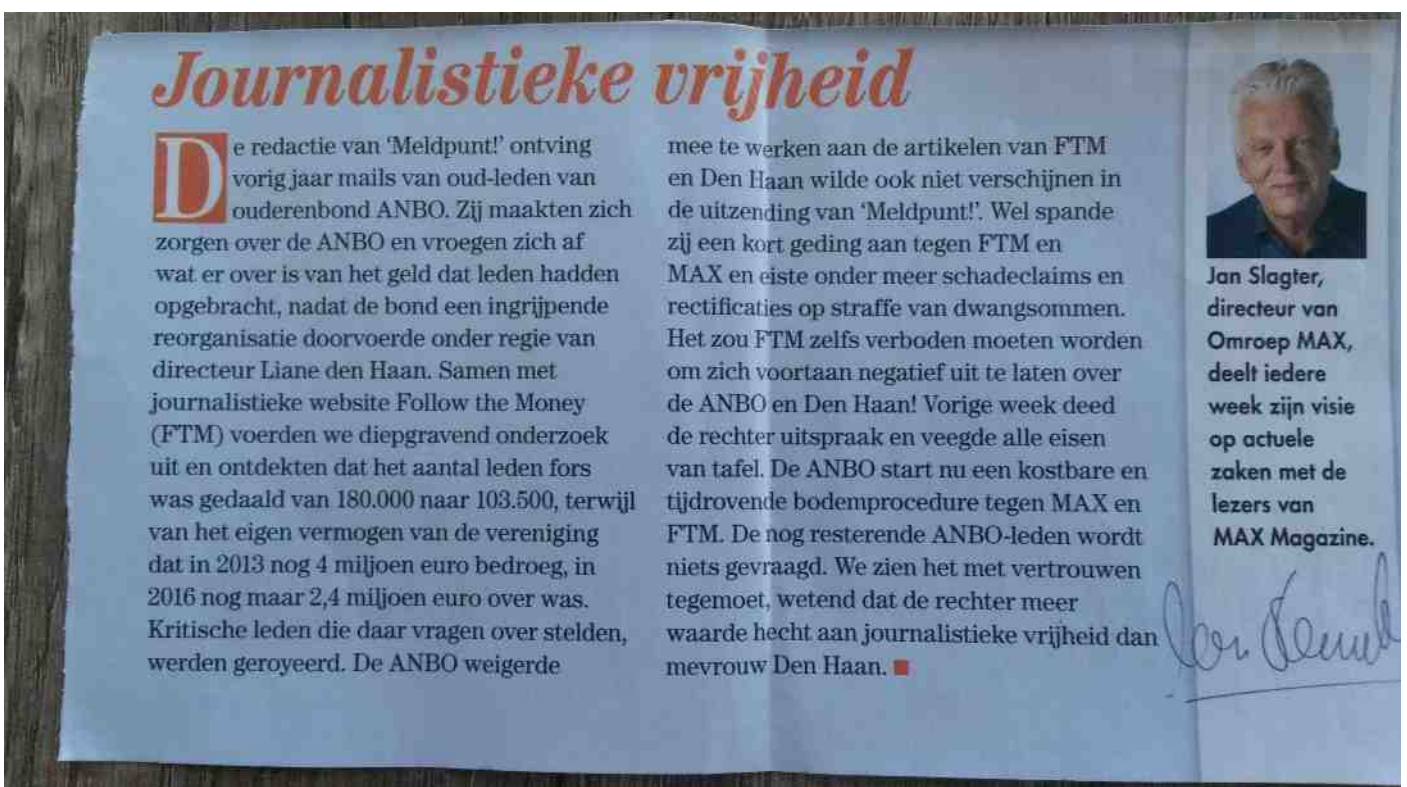 Journalistieke vrijheid
De redactie van ‘Meldpunt!’ ontving
vorig jaar mails van oud-leden van
ouderenbond ANBO. Zij maakten zich
zorgen over de ANBO en vroegen zich af
wat er over is van het geld dat leden hadden
opgebracht, nadat de bond een ingrijpende
reorganisatie doorvoerde onder regie van
directeur Liane den Haan. Samen met
journalistieke website Follow the Money
(FTM) voerden we diepgravend onderzoek
uit en ontdekten dat het aantal leden fors
was gedaald van 180.000 naar 103.500, terwijl
van het eigen vermogen van de vereniging
dat in 2013 nog 4 miljoen euro bedroeg, in
2016 nog maar 2,4 miljoen euro over was.
Kritische leden die daar vragen over stelden,
werden geroyeerd. De ANBO weigerde
mee te werken aan de artikelen van FTM
en Den Haan wilde ook niet verschijnen in
de uitzending van ‘Meldpunt!’. Wel spande
zij een kort geding aan tegen FTM en
MAX en eiste onder meer schadeclaims en
rectificaties op straffe van dwangsommen.
Het zou FTM zelfs verboden moeten worden
om zich voortaan negatief uit te laten over
de ANBO en Den Haan! Vorige week deed
de rechter uitspraak en veegde alle eisen
van tafel. De ANBO start nu een kostbare en
tijdrovende bodemprocedure tegen MAX en
FTM. De nog resterende ANBO-leden wordt
niets gevraagd. We zien het met vertrouwen
tegemoet, wetend dat de rechter meer
waarde hecht aan journalistieke vrijheid dan
mevrouw Den Haan.
Jan Slagter,
directeur van
Omroep MAX,
deelt iedere
week zijn visie
op actuele
zaken met de
lezers van
MAX Magazine.